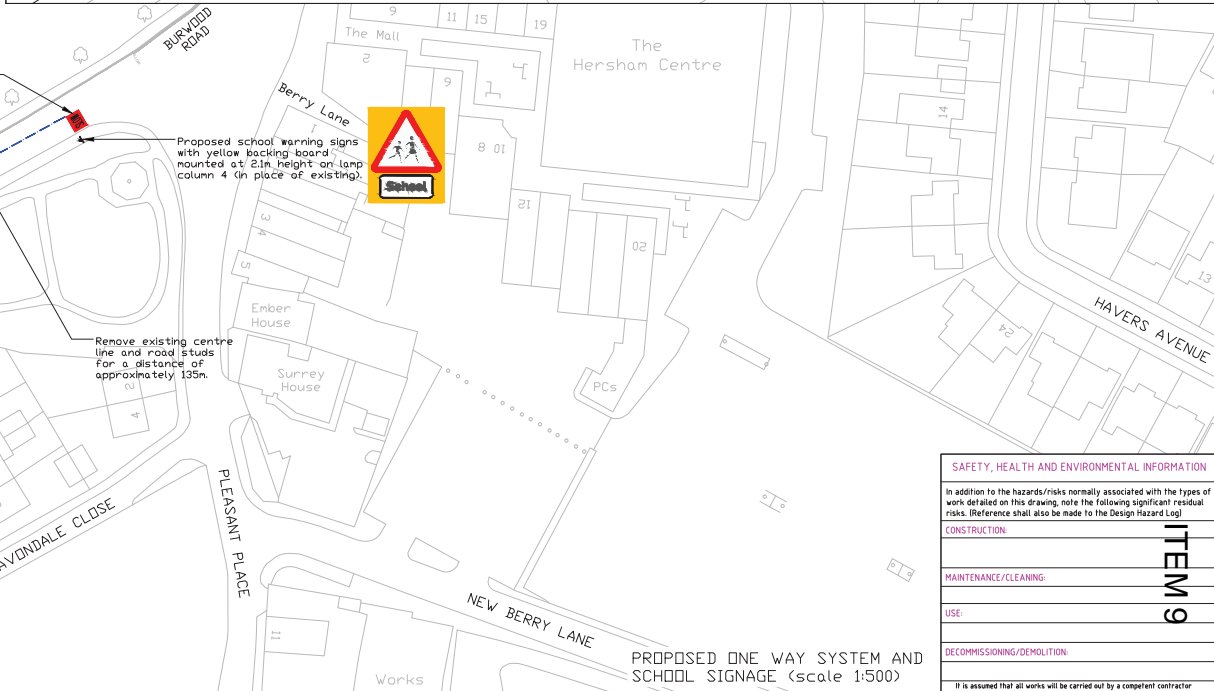 BURWOOD
ROAD
9
11
15
19
The Mall
2
The
Hersham Centre
6
14
Berry Lane
1
8
10
Proposed school warning signs
with yellow backing board
mounted at 2.1m height on lamp
column 4 (in place of existing).
School
3
4
5
12
20
13
HAVERS AVENUE
24
Ember
House
Remove existing centre
line and road studs
for a distance of
approximately 135m.
2
4
Surrey
House
PCs
AVONDALE CLOSE
PLEASANT PLACE
NEW BERRY LANE
11
Works
PROPOSED ONE WAY SYSTEM AND
SCHOOL SIGNAGE (scale 1:500)
SAFETY, HEALTH AND ENVIRONMENTAL INFORMATION
In addition to the hazards/risks normally associated with the types of
work detailed on this drawing, note the following significant residual
risks. (Reference shall also be made to the Design Hazard Log)
CONSTRUCTION:
MAINTENANCE/CLEANING:
USE:
DECOMMISSIONING/DEMOLITION:
It is assumed that all works will be carried out by a competent contractor
ITEM 9